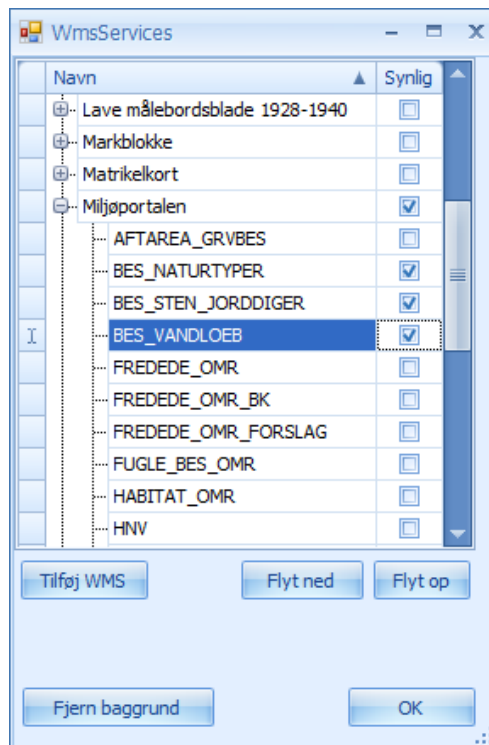 WmsServices
Navn Synlig
Lave målebordsblade 1928-1940
Markblokke
Matrikelkort
Miljøportalen
AFTAREA_GRVBES
BES_NATURTYPER
BES_STEN_JORDDIGER
BES_VANDLOEB
FREDEDE_OMR
FREDEDE_OMR_BK
FREDEDE_OMR_FORSLAG
FUGLE_BES_OMR
HABITAT_OMR
HNV
Tilføj WMS Flyt ned Flyt op
Fjern baggrund OK